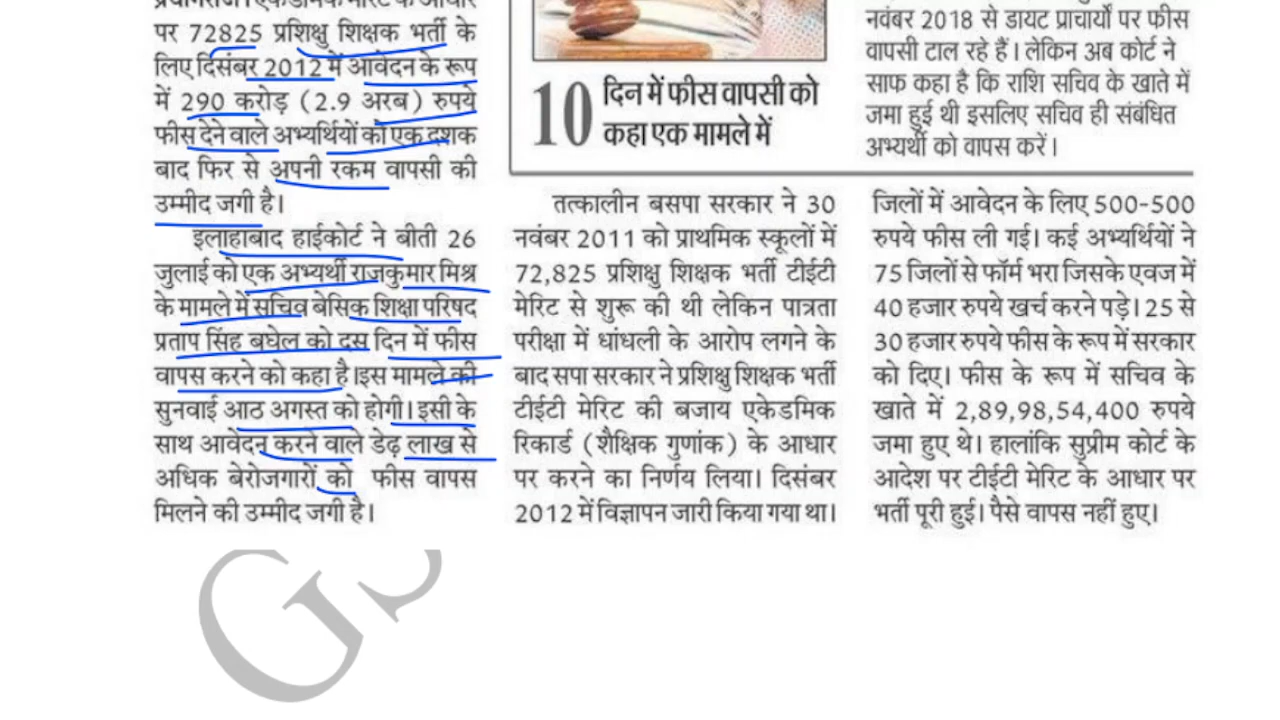 प्रयागराज। एकेडमिक मेरिट के आधार
पर 72825 प्रशिक्षु शिक्षक भर्ती के
लिए दिसंबर 2012 में आवेदन के रूप
में 290 करोड़ (2.9 अरब) रुपये
फीस देने वाले अभ्यर्थियों को एक दशक
बाद फिर से अपनी रकम वापसी की
उम्मीद जगी है।
इलाहाबाद हाईकोर्ट ने बीती 26
जुलाई को एक अभ्यर्थी राजकुमार मिश्र
के मामले में सचिव बेसिक शिक्षा परिषद
प्रताप सिंह बघेल को दस दिन में फीस
वापस करने को कहा है।इस मामले की
सुनवाई आठ अगस्त को होगी। इसी के
साथ आवेदन करने वाले डेढ़ लाख से
अधिक बेरोजगारों को फीस वापस
मिलने की उम्मीद जगी है।
10 दिन में फीस वापसी को
कहा एक मामले में
तत्कालीन बसपा सरकार ने 30
नवंबर 2011 को प्राथमिक स्कूलों में
72,825 प्रशिक्षु शिक्षक भर्ती टीईटी
मेरिट से शुरू की थी लेकिन पात्रता
परीक्षा में धांधली के आरोप लगने के
बाद सपा सरकार ने प्रशिक्षु शिक्षक भर्ती
टीईटी मेरिट की बजाय एकेडमिक
रिकार्ड (शैक्षिक गुणांक) के आधार
पर करने का निर्णय लिया। दिसंबर
2012 में विज्ञापन जारी किया गया था।
नवंबर 2018 से डायट प्राचार्यों पर फीस
वापसी टाल रहे हैं। लेकिन अब कोर्ट ने
साफ कहा है कि राशि सचिव के खाते में
जमा हुई थी इसलिए सचिव ही संबंधित
अभ्यर्थी को वापस करें।
जिलों में आवेदन के लिए 500-500
रुपये फीस ली गई। कई अभ्यर्थियों ने
75 जिलों से फॉर्म भरा जिसके एवज में
40 हजार रुपये खर्च करने पड़े। 25 से
30 हजार रुपये फीस के रूप में सरकार
को दिए। फीस के रूप में सचिव के
खाते में 2,89,98,54,400 रुपये
जमा हुए थे। हालांकि सुप्रीम कोर्ट के
आदेश पर टीईटी मेरिट के आधार पर
भर्ती पूरी हुई। पैसे वापस नहीं हुए।